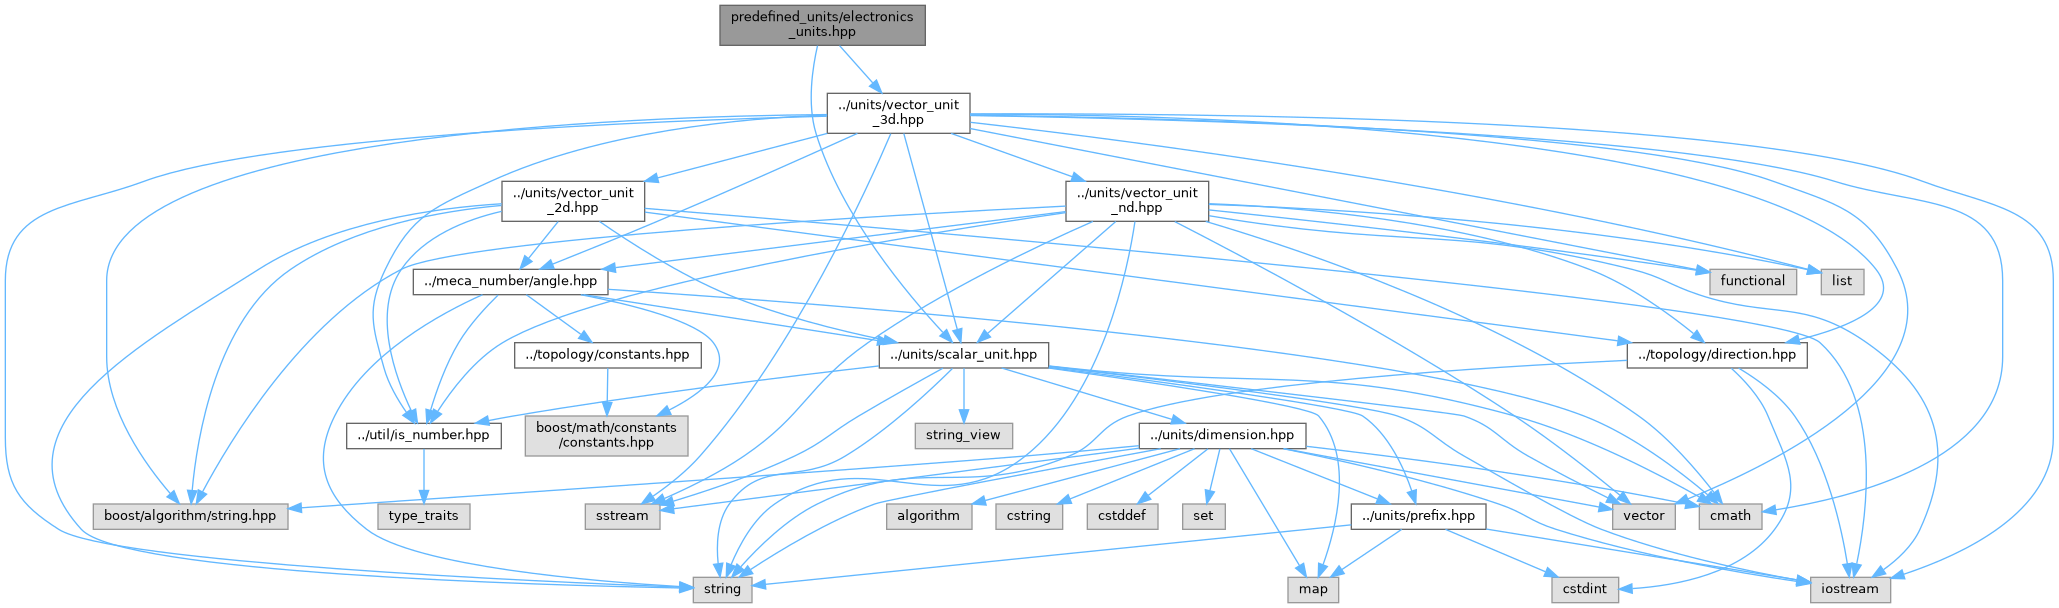 predefined_units/electronics
_units.hpp
../units/vector_unit
_3d.hpp
../units/vector_unit
_2d.hpp
../units/vector_unit
_nd.hpp
../meca_number/angle.hpp
functional
list
../topology/constants.hpp
../units/scalar_unit.hpp
../topology/direction.hpp
../util/is_number.hpp
boost/math/constants
/constants.hpp
string_view
../units/dimension.hpp
boost/algorithm/string.hpp
type_traits
sstream
algorithm
cstring
cstddef
set
../units/prefix.hpp
vector
cmath
string
map
cstdint
iostream